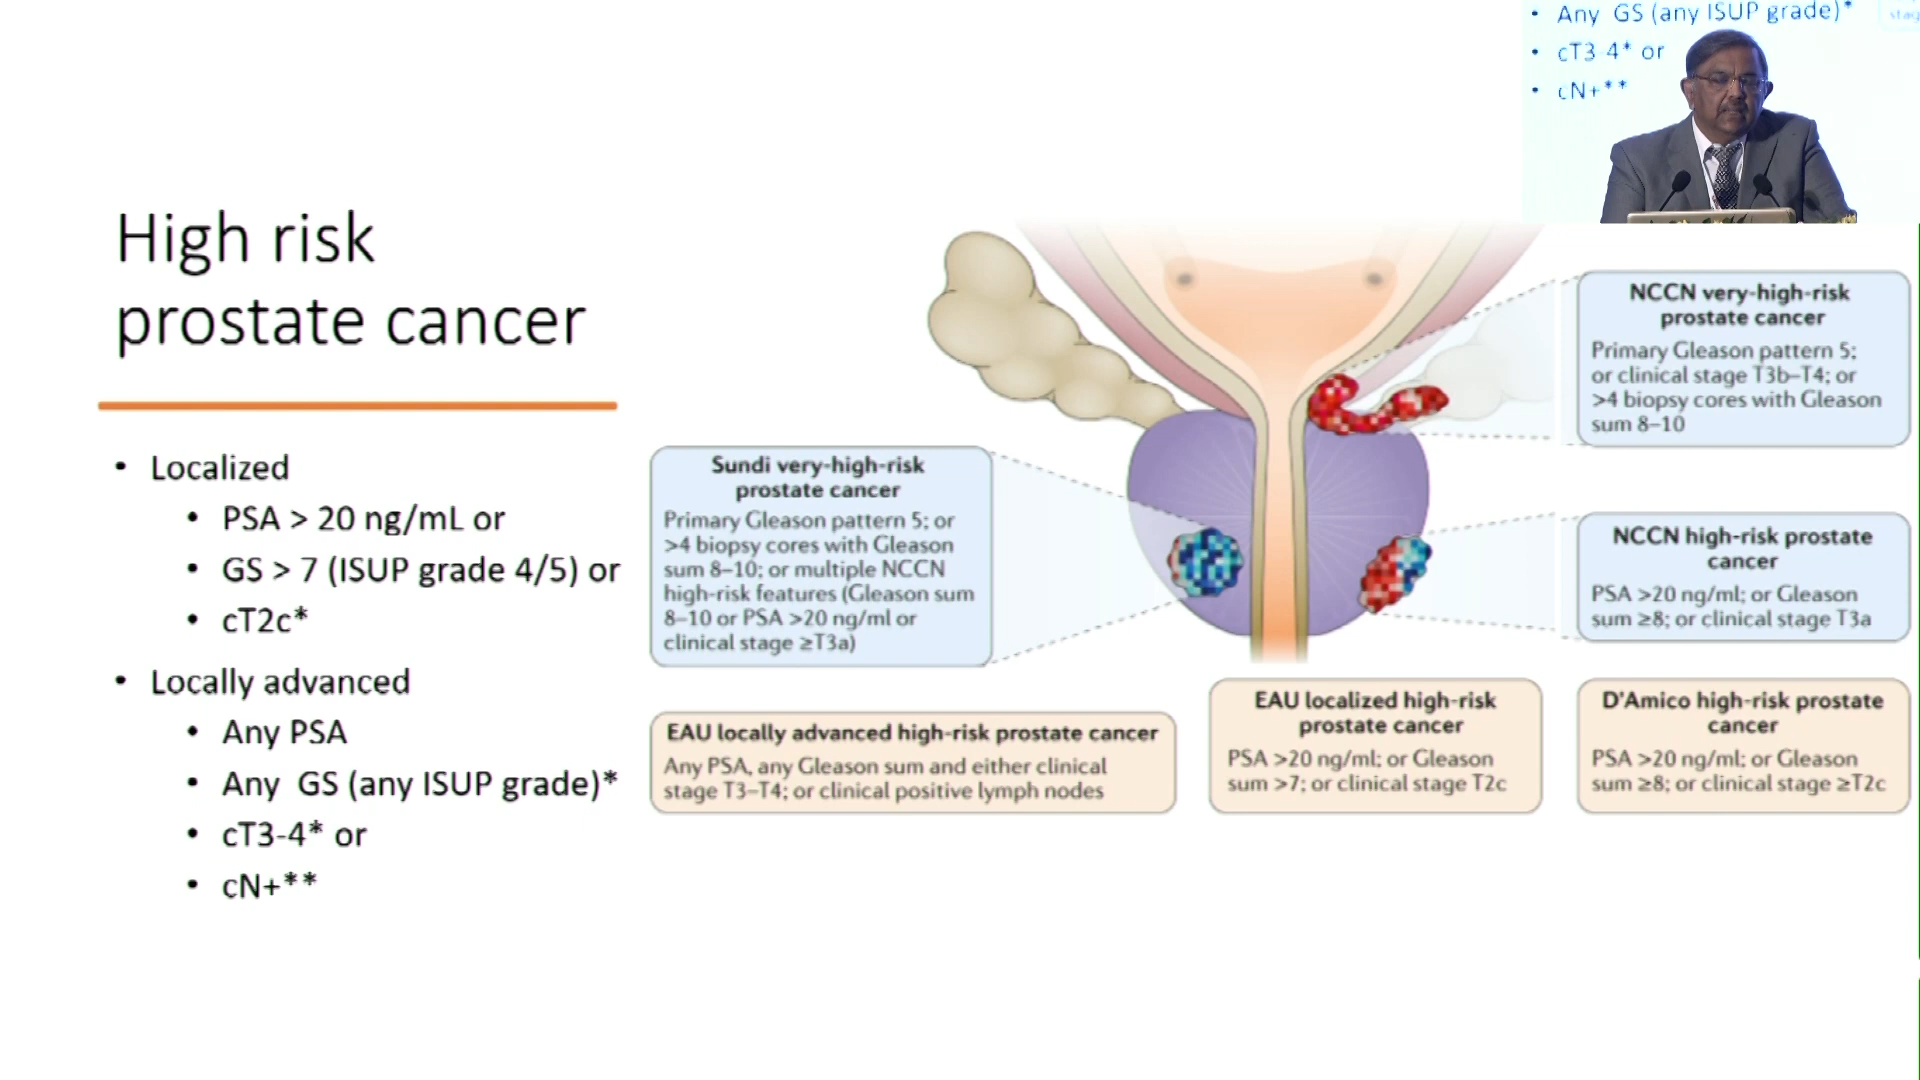 High risk
prostate cancer
• Localized
• PSA > 20 ng/mL or
• GS > 7 (ISUP grade 4/5) or
• cT2c*
• Locally advanced
• Any PSA
• Any GS (any ISUP grade)*
• cT3-4* or
• cN+**
Sundi very-high-risk
prostate cancer
Primary Gleason pattern 5; or
>4 biopsy cores with Gleason
sum 8–10; or multiple NCCN
high-risk features (Gleason sum
8–10 or PSA >20 ng/ml or
clinical stage ≥T3a)
EAU locally advanced high-risk prostate cancer
Any PSA, any Gleason sum and either clinical
stage T3–T4; or clinical positive lymph nodes
EAU localized high-risk
prostate cancer
PSA >20 ng/ml; or Gleason
sum >7; or clinical stage T2c
• Any GS (any ISUP grade)*
• cT3 4* or
• cN+**
NCCN very-high-risk
prostate cancer
Primary Gleason pattern 5;
or clinical stage T3b–T4; or
>4 biopsy cores with Gleason
sum 8–10
NCCN high-risk prostate
cancer
PSA >20 ng/ml; or Gleason
sum ≥8; or clinical stage T3a
D'Amico high-risk prostate
cancer
PSA >20 ng/ml; or Gleason
sum ≥8; or clinical stage ≥T2c